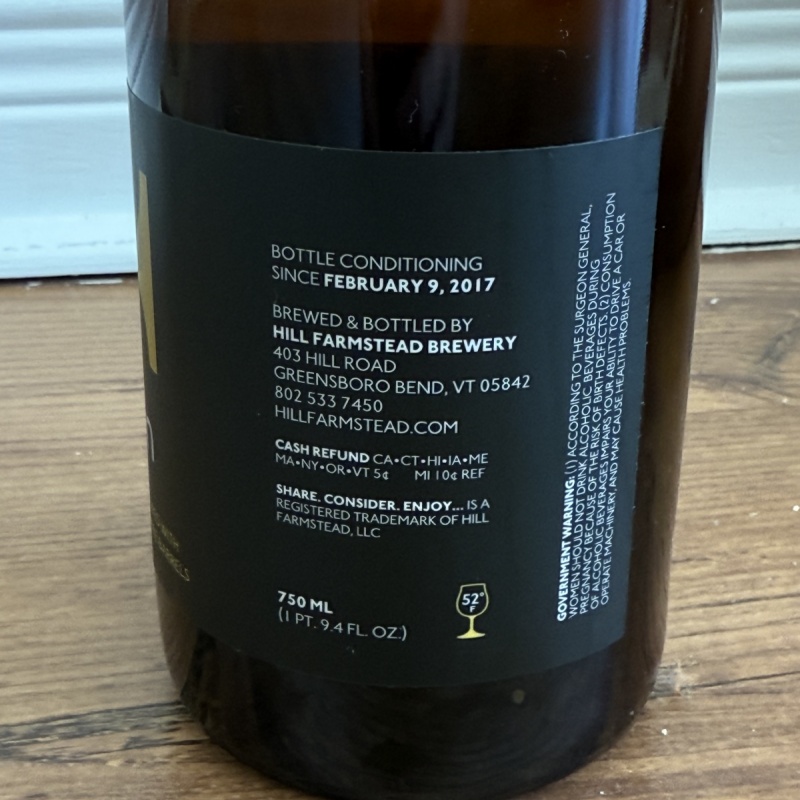 BOTTLE CONDITIONING
SINCE FEBRUARY 9, 2017
BREWED & BOTTLED BY
HILL FARMSTEAD BREWERY
403 HILL ROAD
GREENSBORO BEND, VT 05842
802 533 7450
HILLFARMSTEAD.COM
CASH REFUND CA•CT•HI•IA•ME
MA•NY•OR•VT 5¢ MI 10¢ REF
SHARE. CONSIDER. ENJOY... IS A
REGISTERED TRADEMARK OF HILL
FARMSTEAD, LLC
750 ML
(1 PT. 9.4 FL. OZ.)
52°
F
GOVERNMENT WARNING: (1) ACCORDING TO THE SURGEON GENERAL,
WOMEN SHOULD NOT DRINK ALCOHOLIC BEVERAGES DURING
PREGNANCY BECAUSE OF THE RISK OF BIRTH DEFECTS. (2) CONSUMPTION
OF ALCOHOLIC BEVERAGES IMPAIRS YOUR ABILITY TO DRIVE A CAR OR
OPERATE MACHINERY, AND MAY CAUSE HEALTH PROBLEMS.
WITH